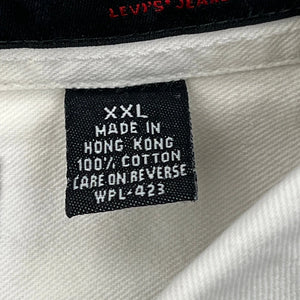 LEVI'S® JEANS
XXL
MADE IN
HONG KONG
100% COTTON
CARE ON REVERSE
WPL-423